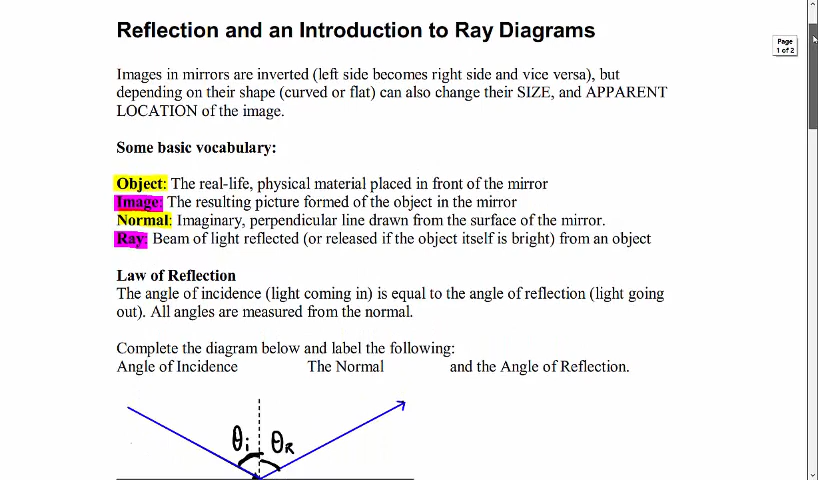 Reflection and an Introduction to Ray Diagrams
Page
1 of 2
Images in mirrors are inverted (left side becomes right side and vice versa), but
depending on their shape (curved or flat) can also change their SIZE, and APPARENT
LOCATION of the image.
Some basic vocabulary:
Object: The real-life, physical material placed in front of the mirror
Image: The resulting picture formed of the object in the mirror
Normal: Imaginary, perpendicular line drawn from the surface of the mirror.
Ray: Beam of light reflected (or released if the object itself is bright) from an object
Law of Reflection
The angle of incidence (light coming in) is equal to the angle of reflection (light going
out). All angles are measured from the normal.
Complete the diagram below and label the following:
Angle of Incidence The Normal and the Angle of Reflection.
θi θR